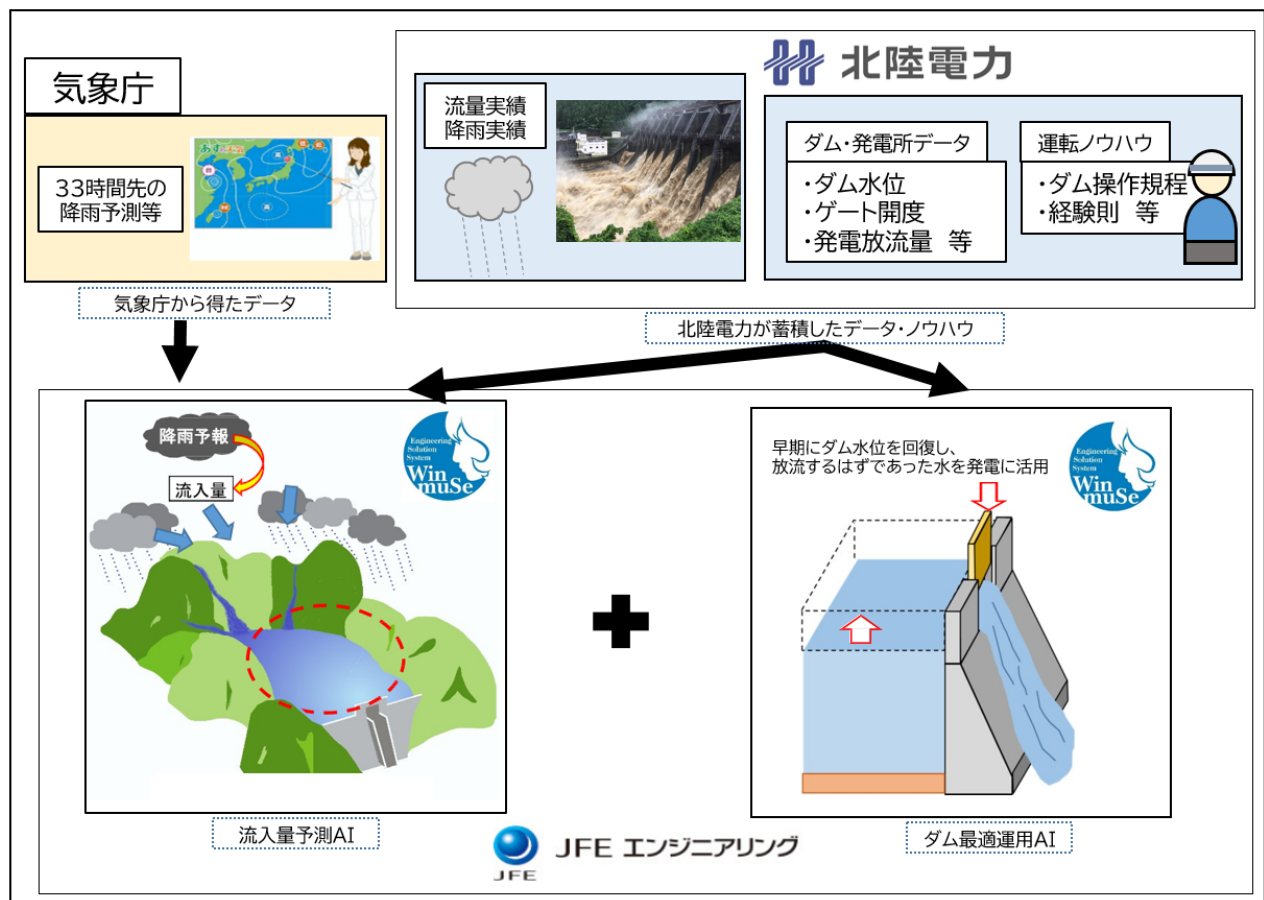 北陸電力
気象庁
33時間先の
降雨予測等
気象庁から得たデータ
流量実績
降雨実績
ダム・発電所データ
・ダム水位
・ゲート開度
・発電放流量 等
運転ノウハウ
・ダム操作規程
・経験則 等
北陸電力が蓄積したデータ・ノウハウ
降雨予報
流入量
Engineering
Solution
System
Win
muSe
流入量予測AI
早期にダム水位を回復し、
放流するはずであった水を発電に活用
Engineering
Solution
System
Win
muSe
ダム最適運用AI
JFE
JFE エンジニアリング